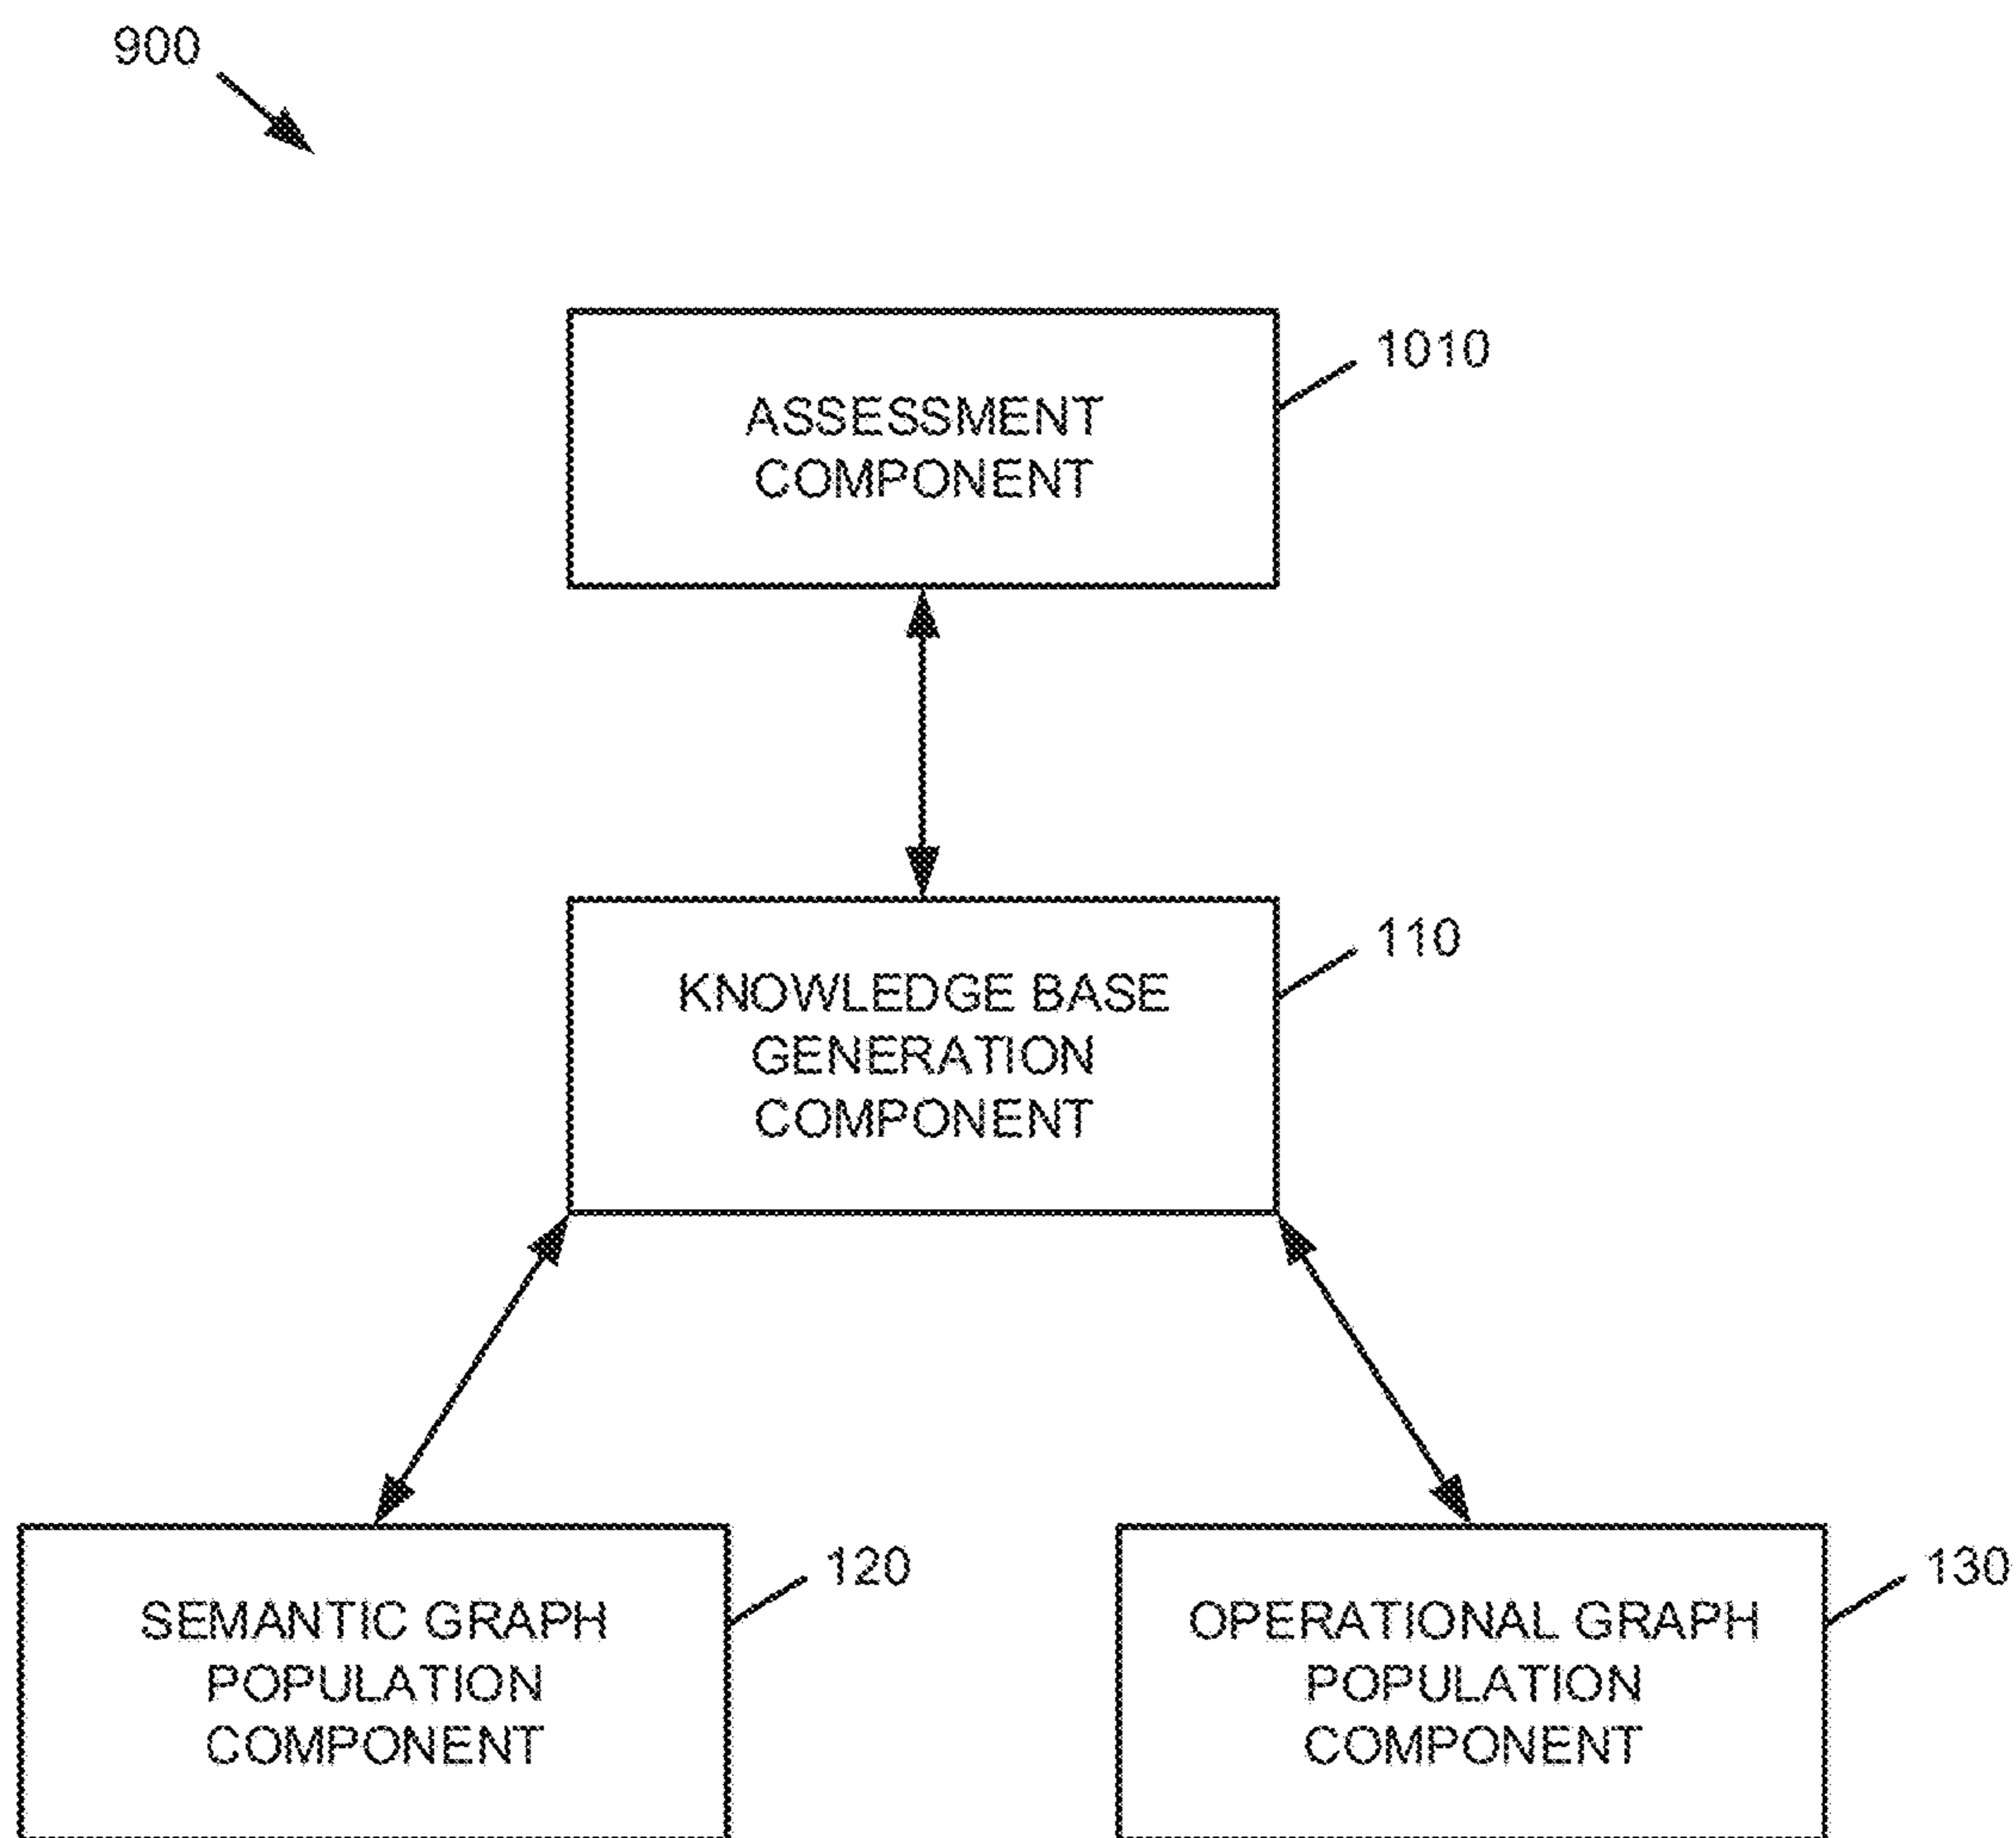 900
1010
ASSESSMENT
COMPONENT
110
KNOWLEDGE BASE
GENERATION
COMPONENT
120
SEMANTIC GRAPH
POPULATION
COMPONENT
130
OPERATIONAL GRAPH
POPULATION
COMPONENT